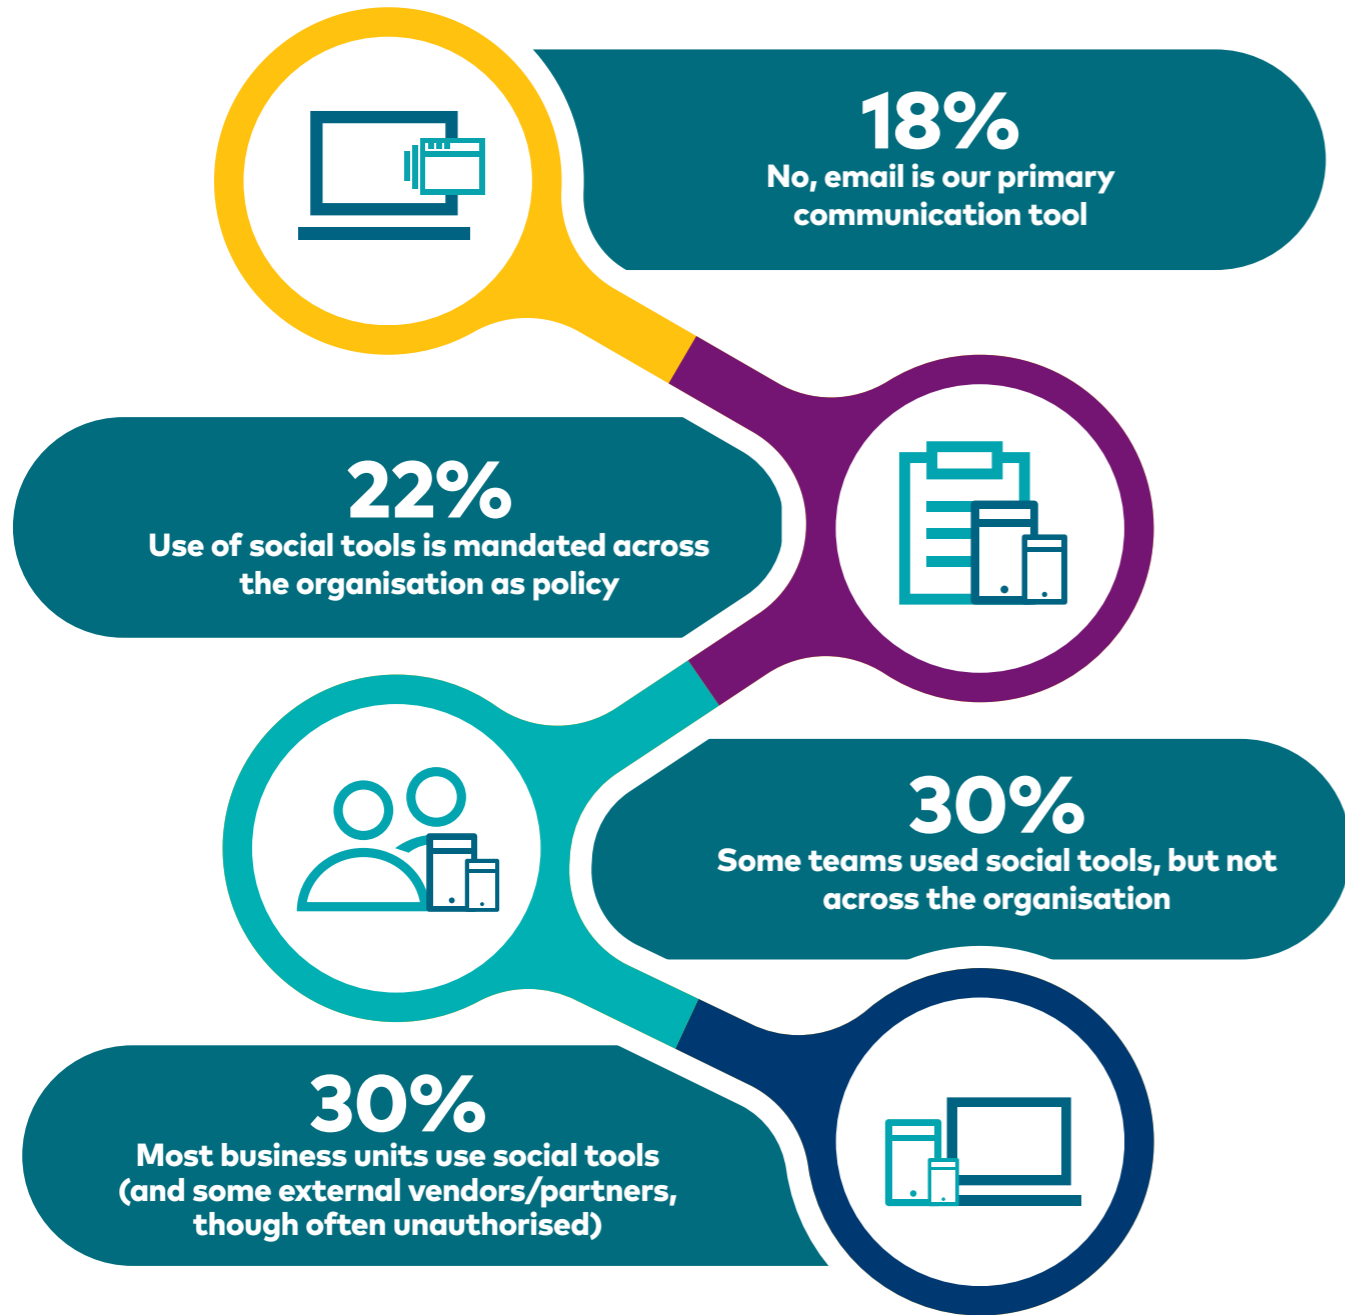 18%
No, email is our primary
communication tool
22%
Use of social tools is mandated across
the organisation as policy
30%
Some teams used social tools, but not
across the organisation
30%
Most business units use social tools
(and some external vendors/partners,
though often unauthorised)